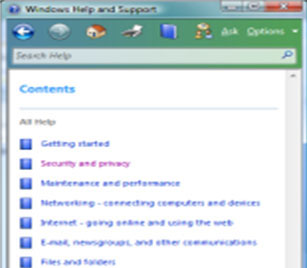 Windows Help and Support
Ask Options
Search Help
Contents
All Help
Getting started
Security and privacy
Maintenance and performance
Networking - connecting computers and devices
Internet - going online and using the web
E-mail, newsgroups, and other communications
Files and folders